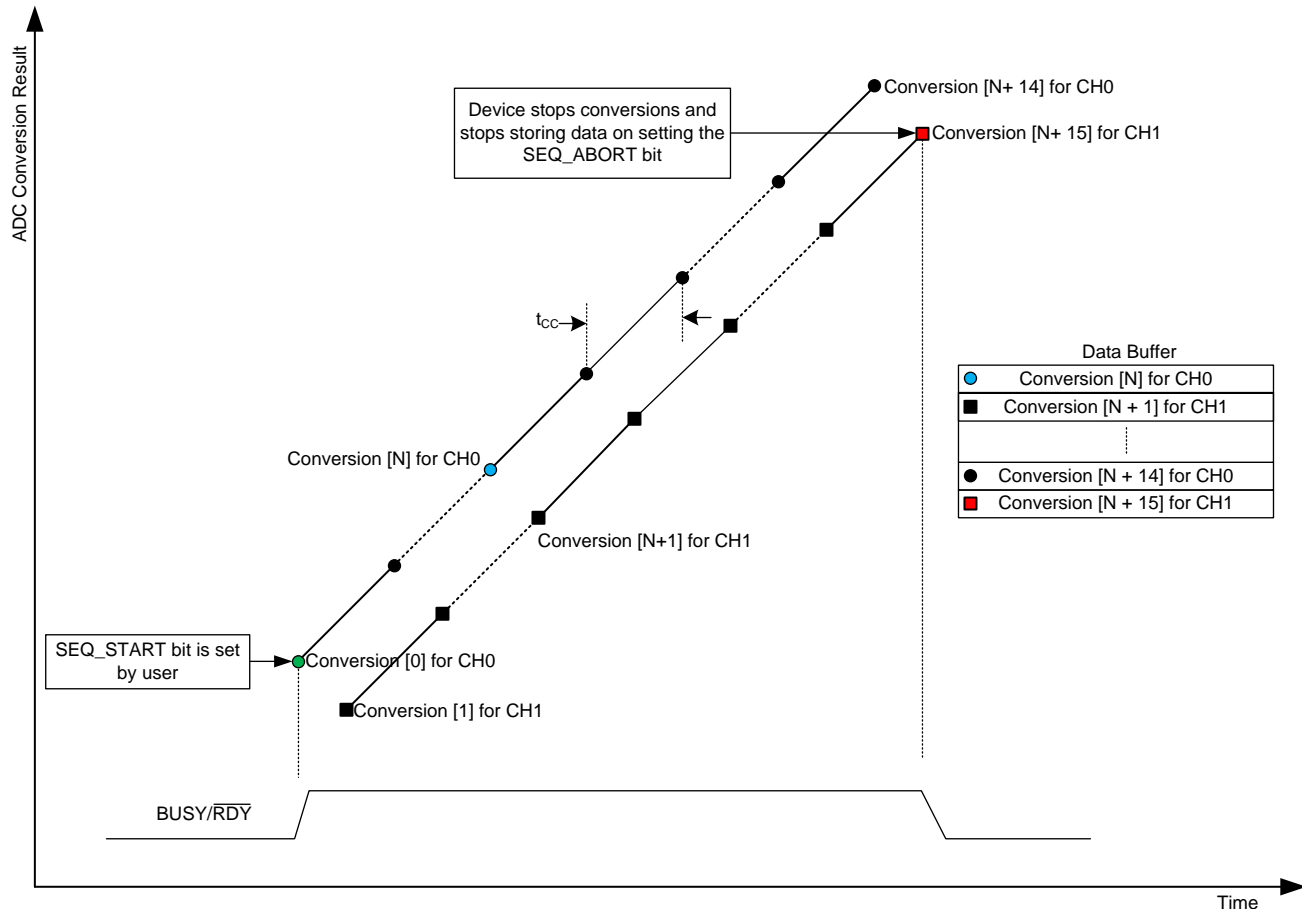 ADC Conversion Result
Conversion [N+ 14] for CH0
Device stops conversions and
stops storing data on setting the
SEQ_ABORT bit
Conversion [N+ 15] for CH1
tCC
Data Buffer
Conversion [N] for CH0
Conversion [N + 1] for CH1
Conversion [N + 14] for CH0
Conversion [N + 15] for CH1
Conversion [N] for CH0
Conversion [N+1] for CH1
SEQ_START bit is set
by user
Conversion [0] for CH0
Conversion [1] for CH1
BUSY/RDY
Time